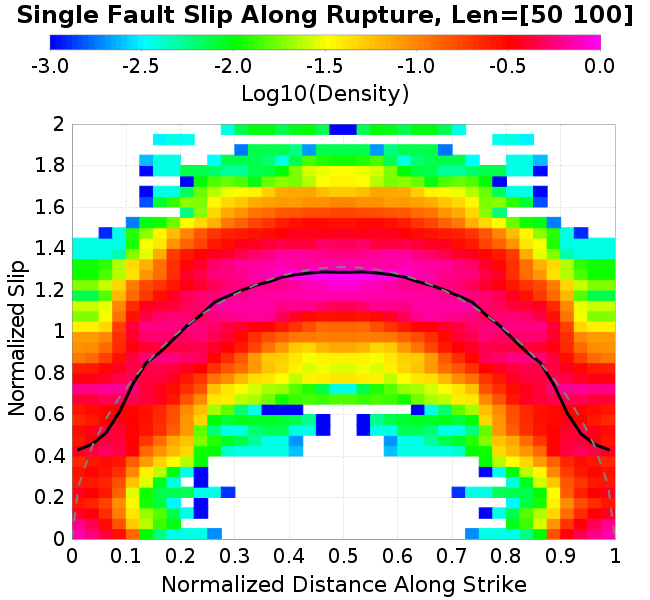 Single Fault Slip Along Rupture, Len=[50 100]
-3.0 -2.5 -2.0 -1.5 -1.0 -0.5 0.0
Log10(Density)
2
1.8
1.6
1.4
1.2
1
0.8
0.6
0.4
0.2
0
Normalized Slip
0 0.1 0.2 0.3 0.4 0.5 0.6 0.7 0.8 0.9 1
Normalized Distance Along Strike